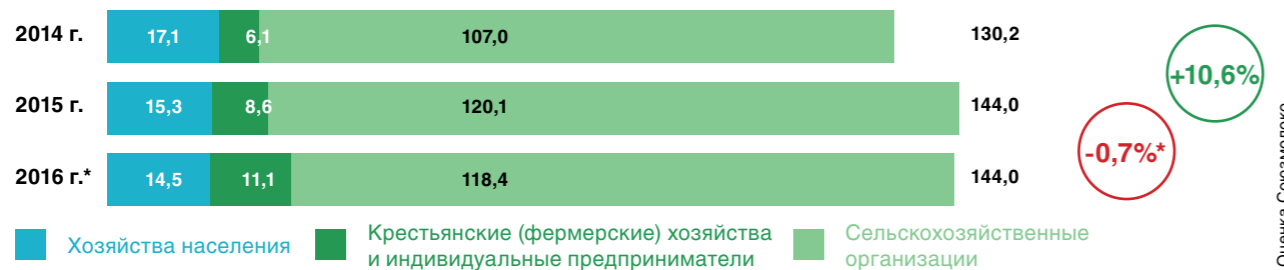 2014 г. 17,1 6,1 107,0 130,2
+10,6%
2015 г. 15,3 8,6 120,1 144,0
-0,7%*
2016 г.* 14,5 11,1 118,4 144,0
Хозяйства населения
Крестьянские (фермерские) хозяйства
и индивидуальные предприниматели
Сельскохозяйственные
организации
Оценка Союзмолоко